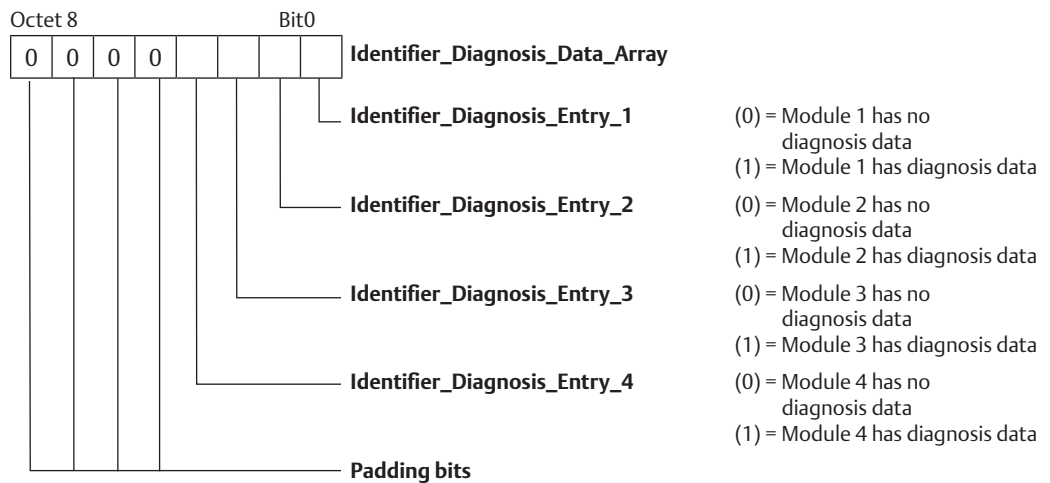 Octet 8 Bit0
0 0 0 0 Identifier_Diagnosis_Data_Array
Identifier_Diagnosis_Entry_1 (0) = Module 1 has no
diagnosis data
(1) = Module 1 has diagnosis data
Identifier_Diagnosis_Entry_2 (0) = Module 2 has no
diagnosis data
(1) = Module 2 has diagnosis data
Identifier_Diagnosis_Entry_3 (0) = Module 3 has no
diagnosis data
(1) = Module 3 has diagnosis data
Identifier_Diagnosis_Entry_4 (0) = Module 4 has no
diagnosis data
(1) = Module 4 has diagnosis data
Padding bits